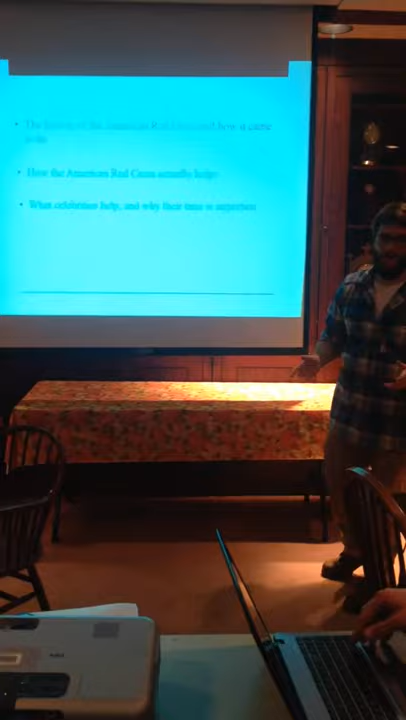 The history of the American Red Cross and how it came
How the American Red Cross actually helps
What celebrities help, and why their time is important
NEC